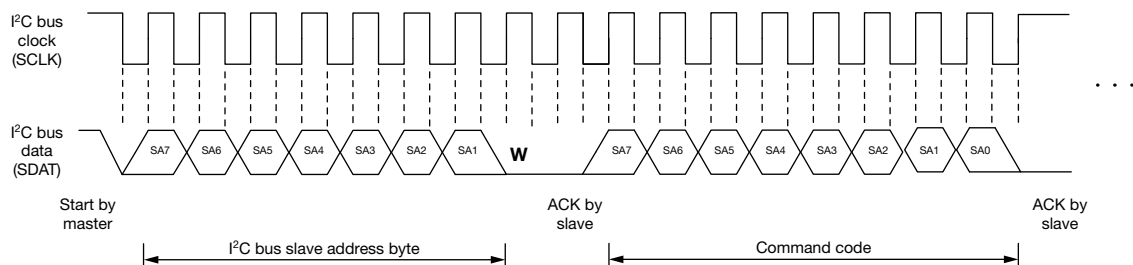 I²C bus
clock
(SCLK)
. . .
I²C bus
data
(SDAT)
SA7 SA6 SA5 SA4 SA3 SA2 SA1 W SA7 SA6 SA5 SA4 SA3 SA2 SA1 SA0
Start by
master
ACK by
slave
ACK by
slave
I²C bus slave address byte
Command code